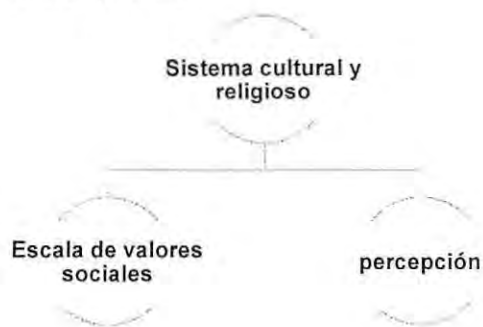 Sistema cultural y
religioso
Escala de valores
sociales
percepción